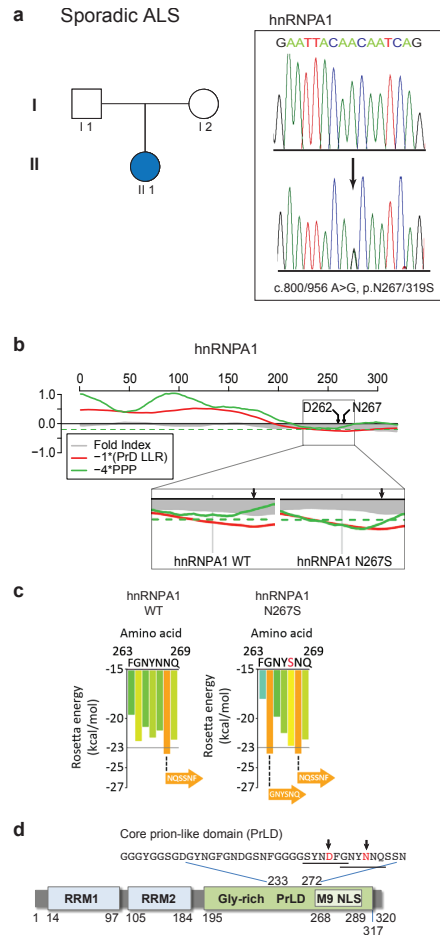 a
Sporadic ALS
I
I 1
I 2
II
II 1
hnRNPA1
GAATTACAACAATCAG
c.800/956 A>G, p.N267/319S
b
hnRNPA1
0 50 100 150 200 250 300
1.0
0.0
−1.0
D262 N267
Fold Index
−1*(PrD LLR)
−4*PPP
hnRNPA1 WT
hnRNPA1 N267S
c
hnRNPA1
WT
Amino acid
263 269
FGNYNNQ
Rosetta energy
(kcal/mol)
-15
-21
-23
-25
-27
NQSSNF
hnRNPA1
N267S
Amino acid
263 269
FGNYSNQ
Rosetta energy
(kcal/mol)
-15
-21
-23
-25
-27
NQSSNF
GNYSNQ
d
Core prion-like domain (PrLD)
GGGYGGSGDGYNGFGNDGSNFGGGGSYNDFGNYNNQSSN
233 272
RRM1 RRM2 Gly-rich PrLD M9 NLS
1 14 97 105 184 195 268 289 320
317